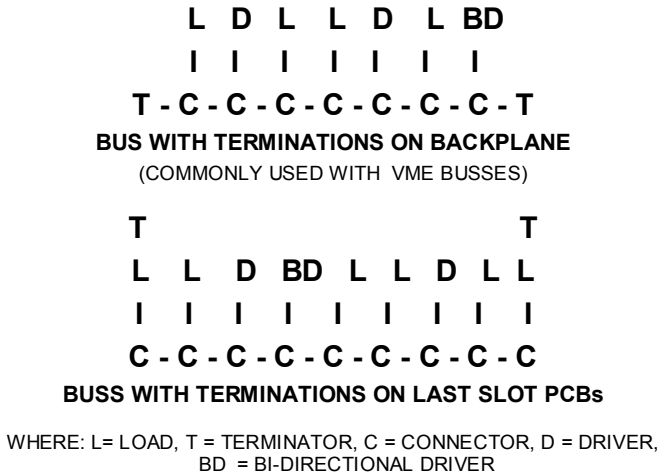 L D L L D L BD
I I I I I I I
T - C - C - C - C - C - C - C - T
BUS WITH TERMINATIONS ON BACKPLANE
(COMMONLY USED WITH VME BUSSES)
T T
L L D BD L L D L L
I I I I I I I I I
C - C - C - C - C - C - C - C - C
BUSS WITH TERMINATIONS ON LAST SLOT PCBs
WHERE: L= LOAD, T = TERMINATOR, C = CONNECTOR, D = DRIVER,
BD = BI-DIRECTIONAL DRIVER